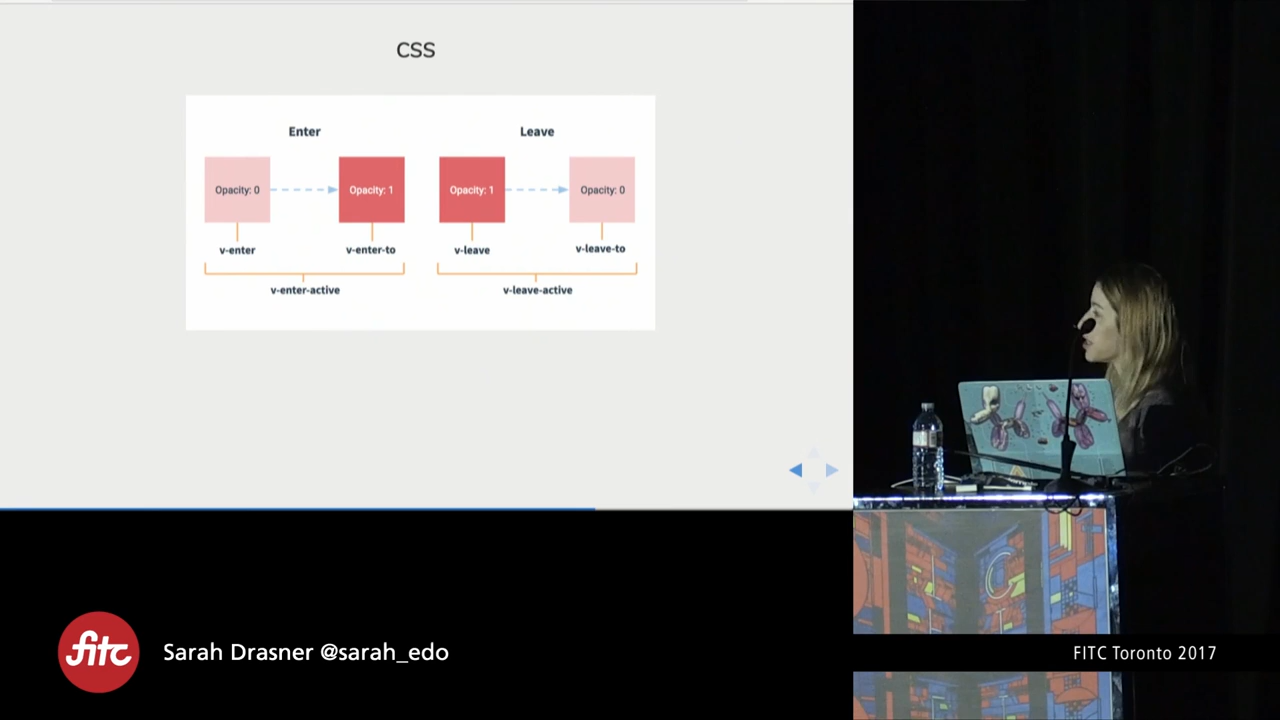 CSS
Enter Leave
Opacity: 0 Opacity: 1 Opacity: 1 Opacity: 0
v-enter v-enter-to v-leave v-leave-to
v-enter-active v-leave-active
fitc Sarah Drasner @sarah_edo
FITC Toronto 2017